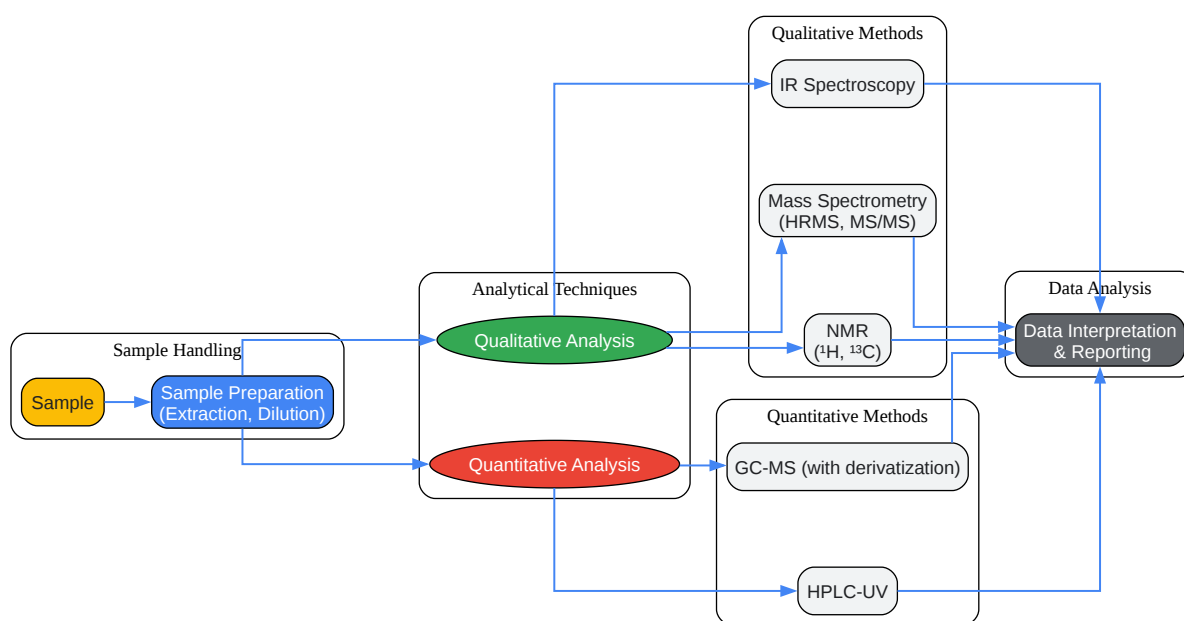 Sample Handling
Sample
Sample Preparation
(Extraction, Dilution)
Analytical Techniques
Qualitative Analysis
Quantitative Analysis
Qualitative Methods
IR Spectroscopy
Mass Spectrometry
(HRMS, MS/MS)
NMR
(¹H, ¹³C)
Quantitative Methods
GC-MS (with derivatization)
HPLC-UV
Data Analysis
Data Interpretation
& Reporting